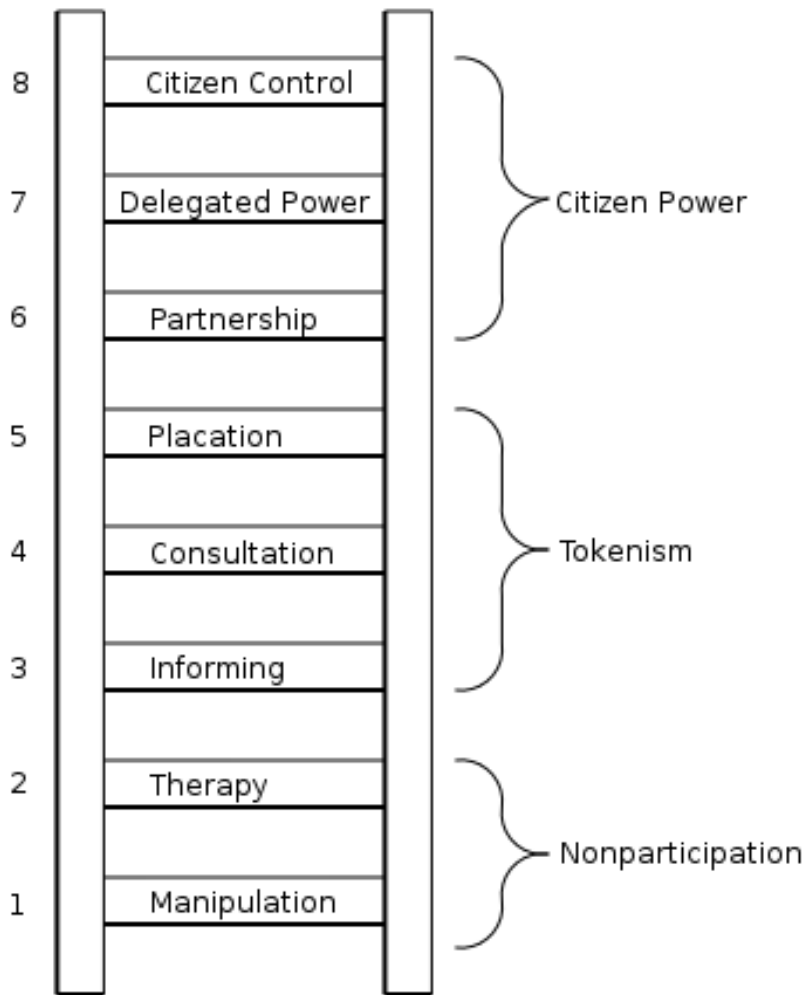 8 Citizen Control
7 Delegated Power
Citizen Power
6 Partnership
5 Placation
4 Consultation
Tokenism
3 Informing
2 Therapy
Nonparticipation
1 Manipulation